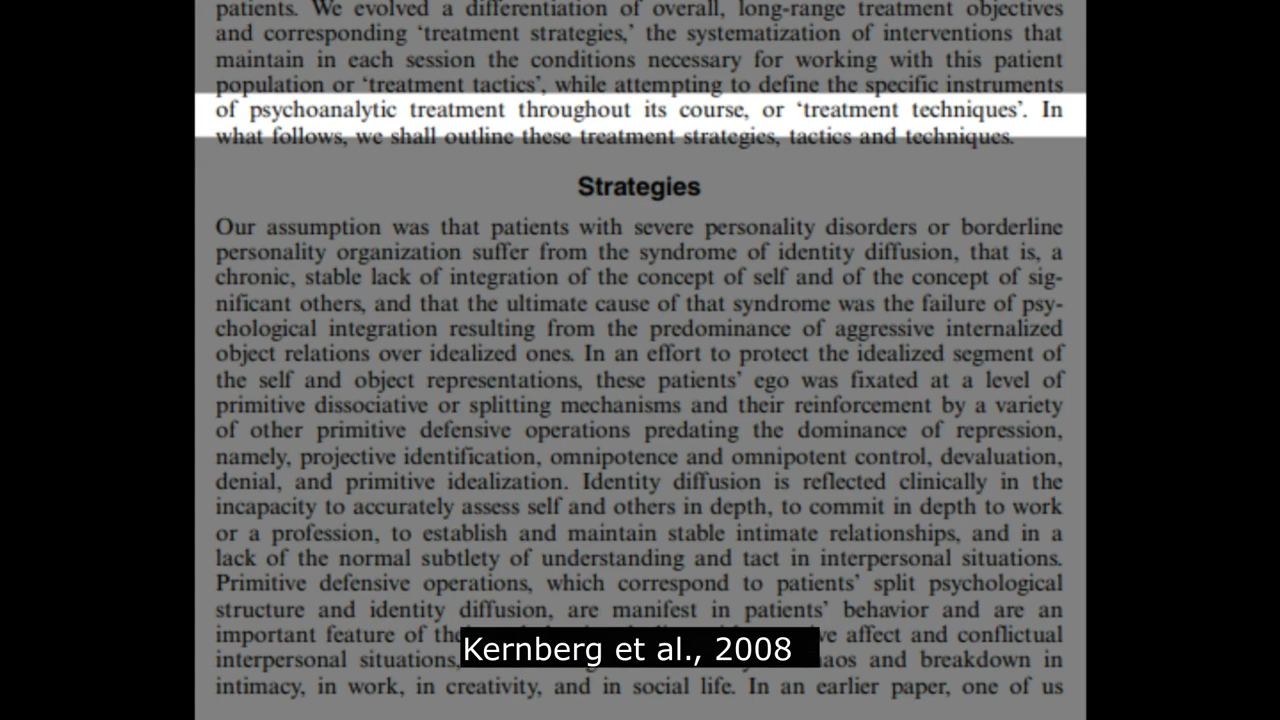 patients. We evolved a differentiation of overall, long-range treatment objectives
and corresponding ‘treatment strategies,’ the systematization of interventions that
maintain in each session the conditions necessary for working with this patient
population or ‘treatment tactics’, while attempting to define the specific instruments
of psychoanalytic treatment throughout its course, or ‘treatment techniques’. In
what follows, we shall outline these treatment strategies, tactics and techniques.
Strategies
Our assumption was that patients with severe personality disorders or borderline
personality organization suffer from the syndrome of identity diffusion, that is, a
chronic, stable lack of integration of the concept of self and of the concept of sig-
nificant others, and that the ultimate cause of that syndrome was the failure of psy-
chological integration resulting from the predominance of aggressive internalized
object relations over idealized ones. In an effort to protect the idealized segment of
the self and object representations, these patients’ ego was fixated at a level of
primitive dissociative or splitting mechanisms and their reinforcement by a variety
of other primitive defensive operations predating the dominance of repression,
namely, projective identification, omnipotence and omnipotent control, devaluation,
denial, and primitive idealization. Identity diffusion is reflected clinically in the
incapacity to accurately assess self and others in depth, to commit in depth to work
or a profession, to establish and maintain stable intimate relationships, and in a
lack of the normal subtlety of understanding and tact in interpersonal situations.
Primitive defensive operations, which correspond to patients’ split psychological
structure and identity diffusion, are manifest in patients’ behavior and are an
important feature of affect and conflictual
interpersonal situations, and breakdown in
intimacy, in work, in creativity, and in social life. In an earlier paper, one of us
Kernberg et al., 2008